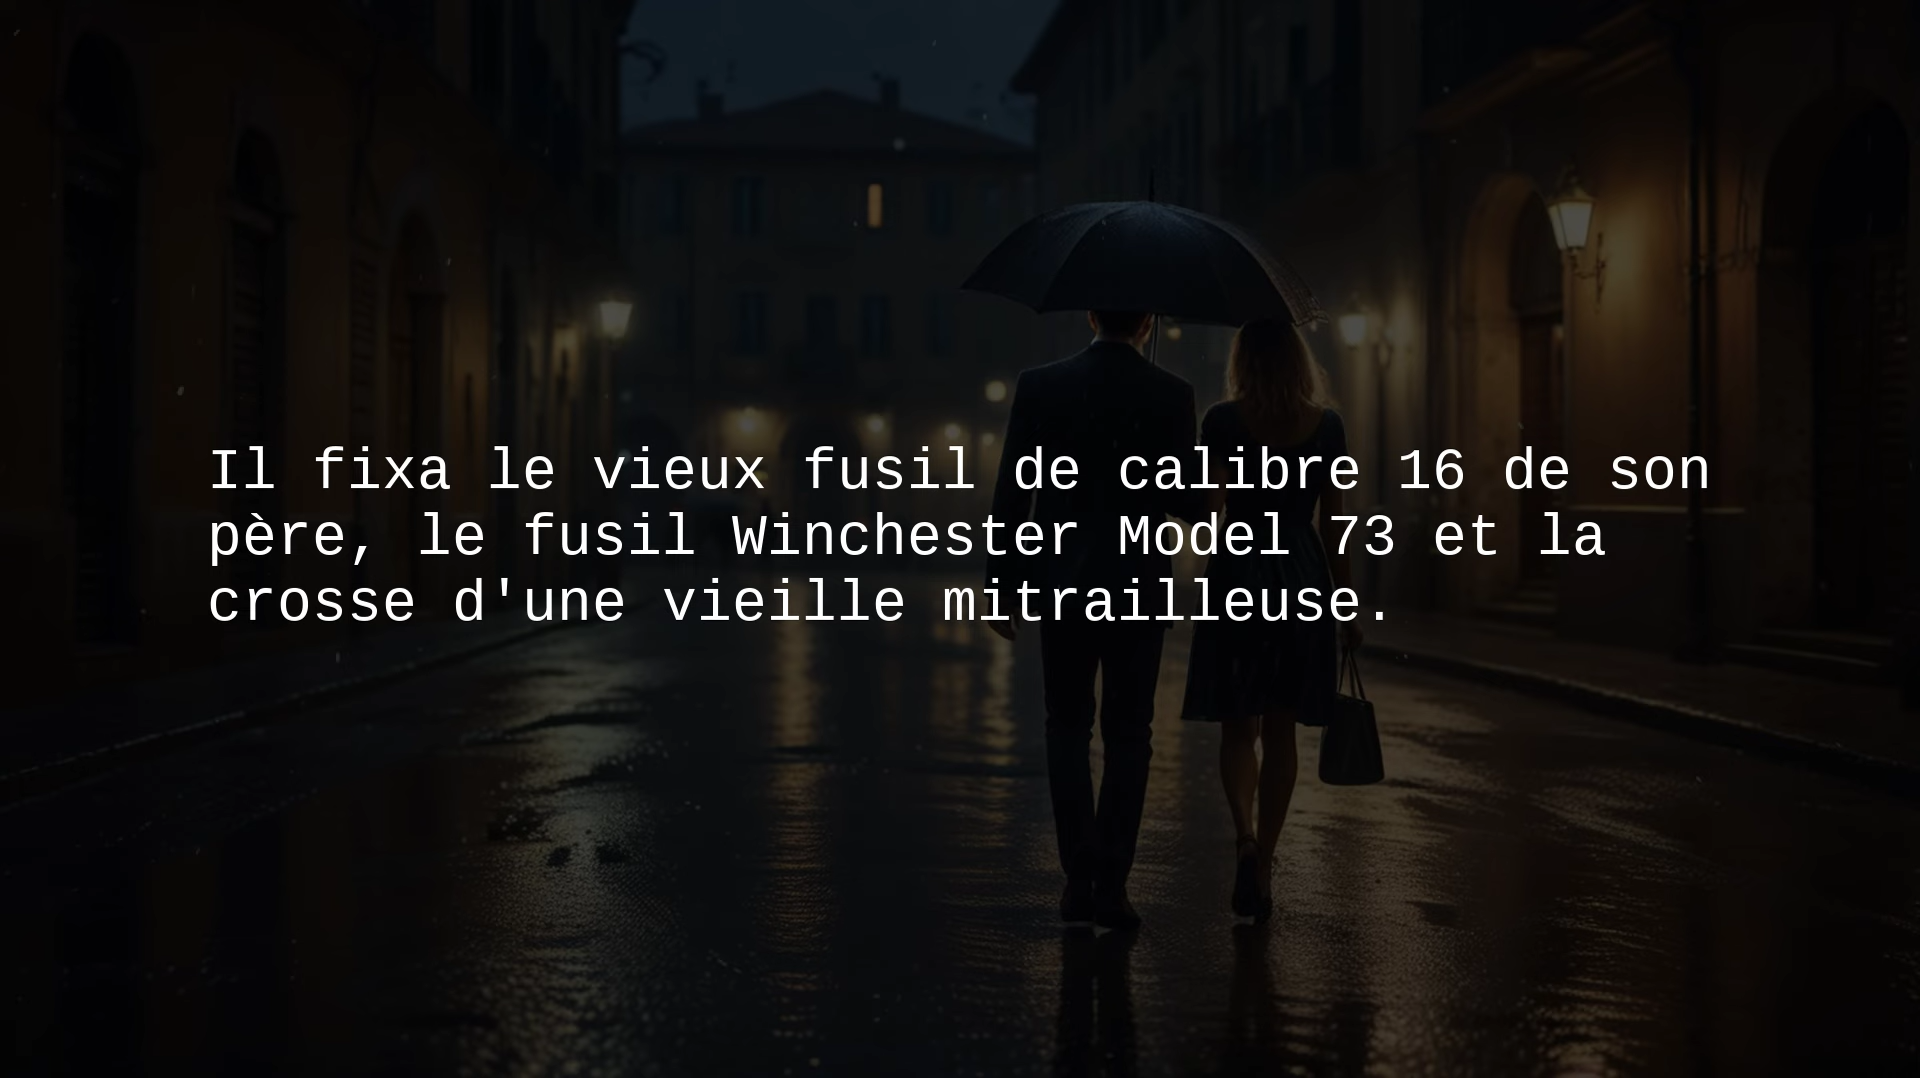 Il fixa le vieux fusil de calibre 16 de son
père, le fusil Winchester Model 73 et la
crosse d'une vieille mitrailleuse.